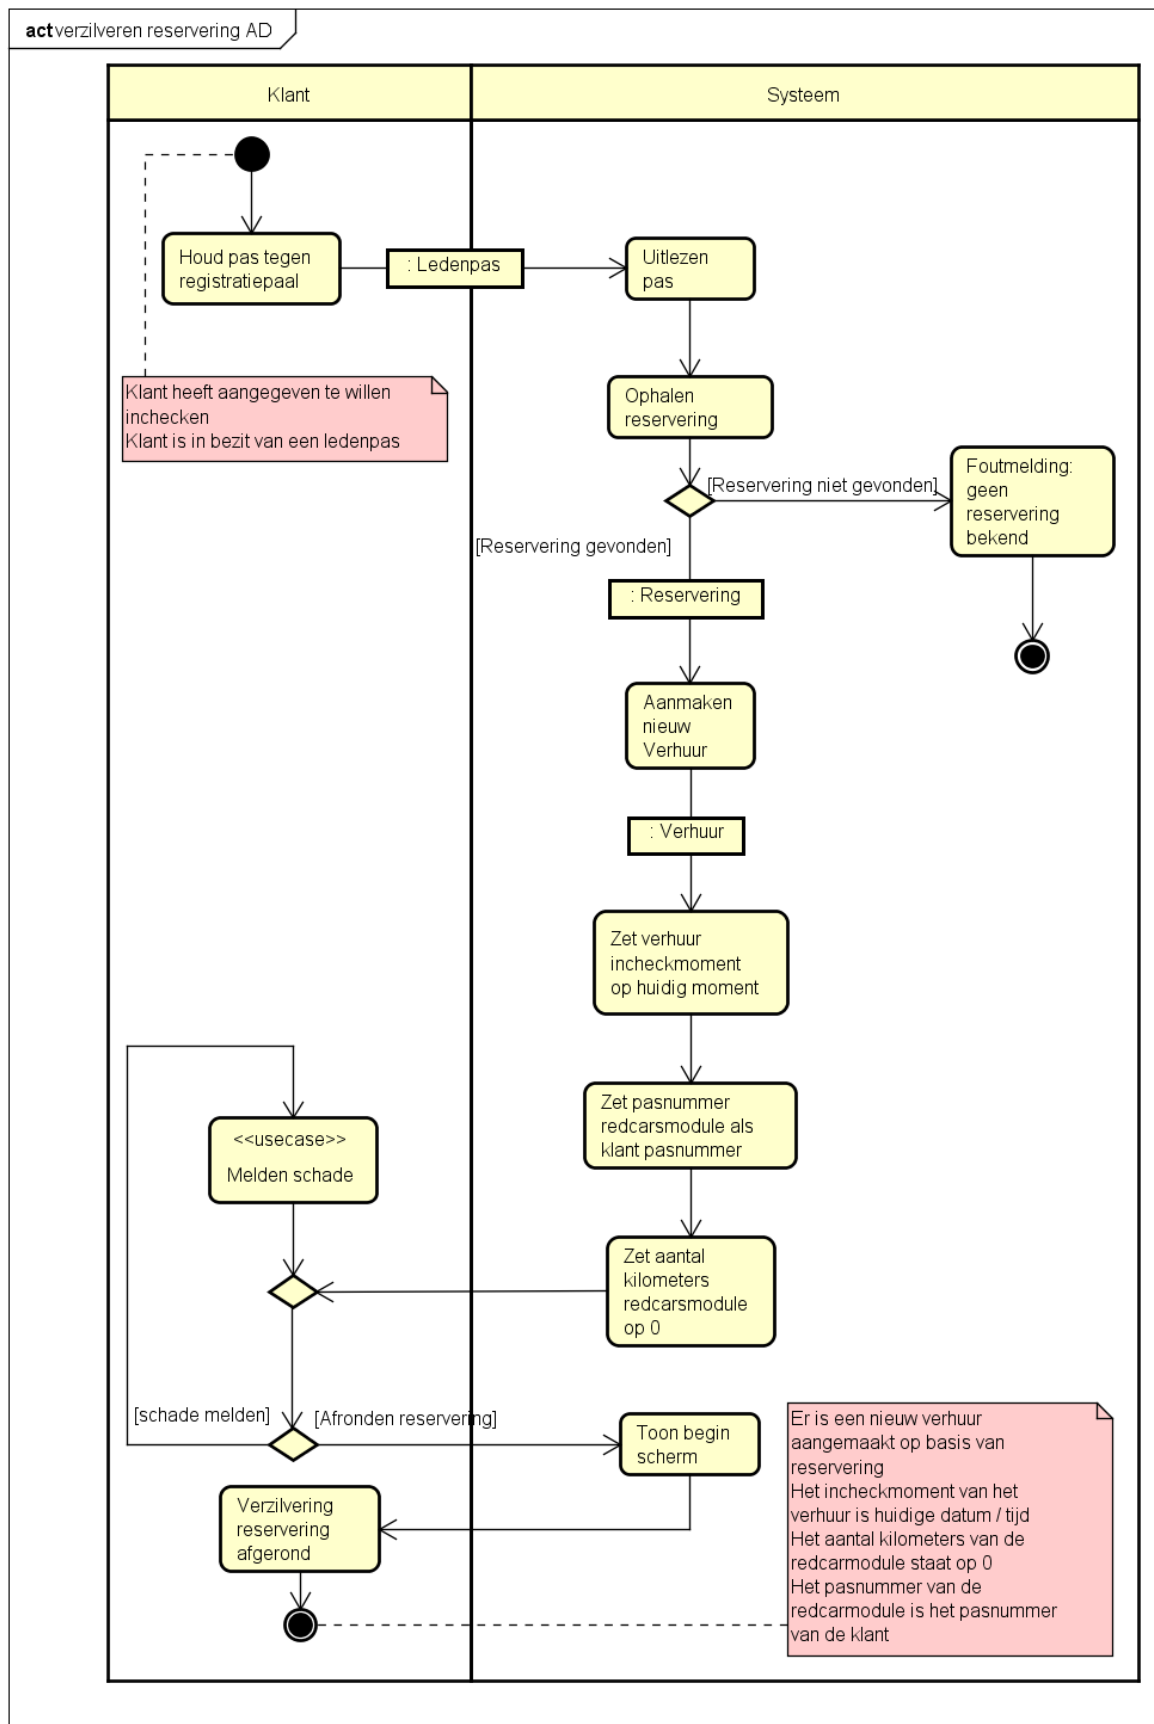 act verzilveren reservering AD
Klant
Systeem
Houd pas tegen
registratiepaal
: Ledenpas
Uitlezen
pas
Klant heeft aangegeven te willen
inchecken
Klant is in bezit van een ledenpas
Ophalen
reservering
[Reservering niet gevonden]
Foutmelding:
geen
reservering
bekend
[Reservering gevonden]
: Reservering
Aanmaken
nieuw
Verhuur
: Verhuur
Zet verhuur
incheckmoment
op huidig moment
Zet pasnummer
redcarsmodule als
klant pasnummer
<<usecase>>
Melden schade
Zet aantal
kilometers
redcarsmodule
op 0
[schade melden]
[Afronden reservering]
Toon begin
scherm
Verzilvering
reservering
afgerond
Er is een nieuw verhuur
aangemaakt op basis van
reservering
Het incheckmoment van het
verhuur is huidige datum / tijd
Het aantal kilometers van de
redcarmodule staat op 0
Het pasnummer van de
redcarmodule is het pasnummer
van de klant